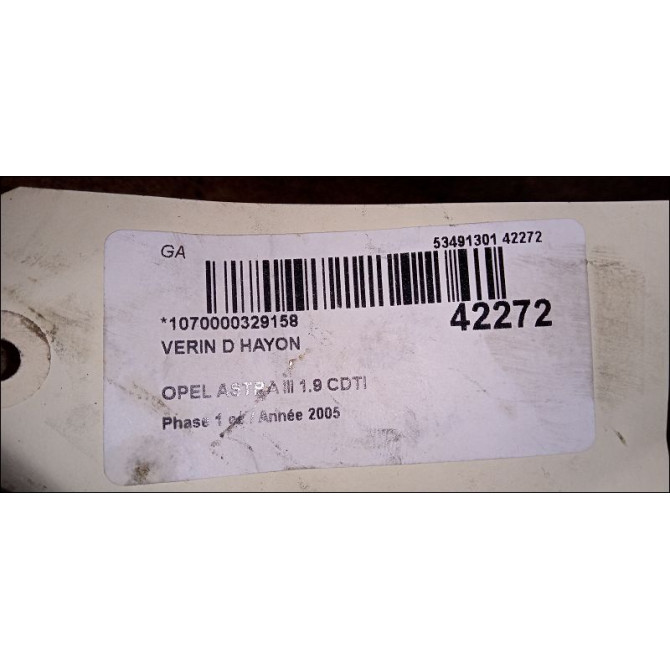 GA
53491301 42272
*1070000329158
42272
VERIN D HAYON
OPEL ASTRA III 1.9 CDTI
Phase 1 Année 2005